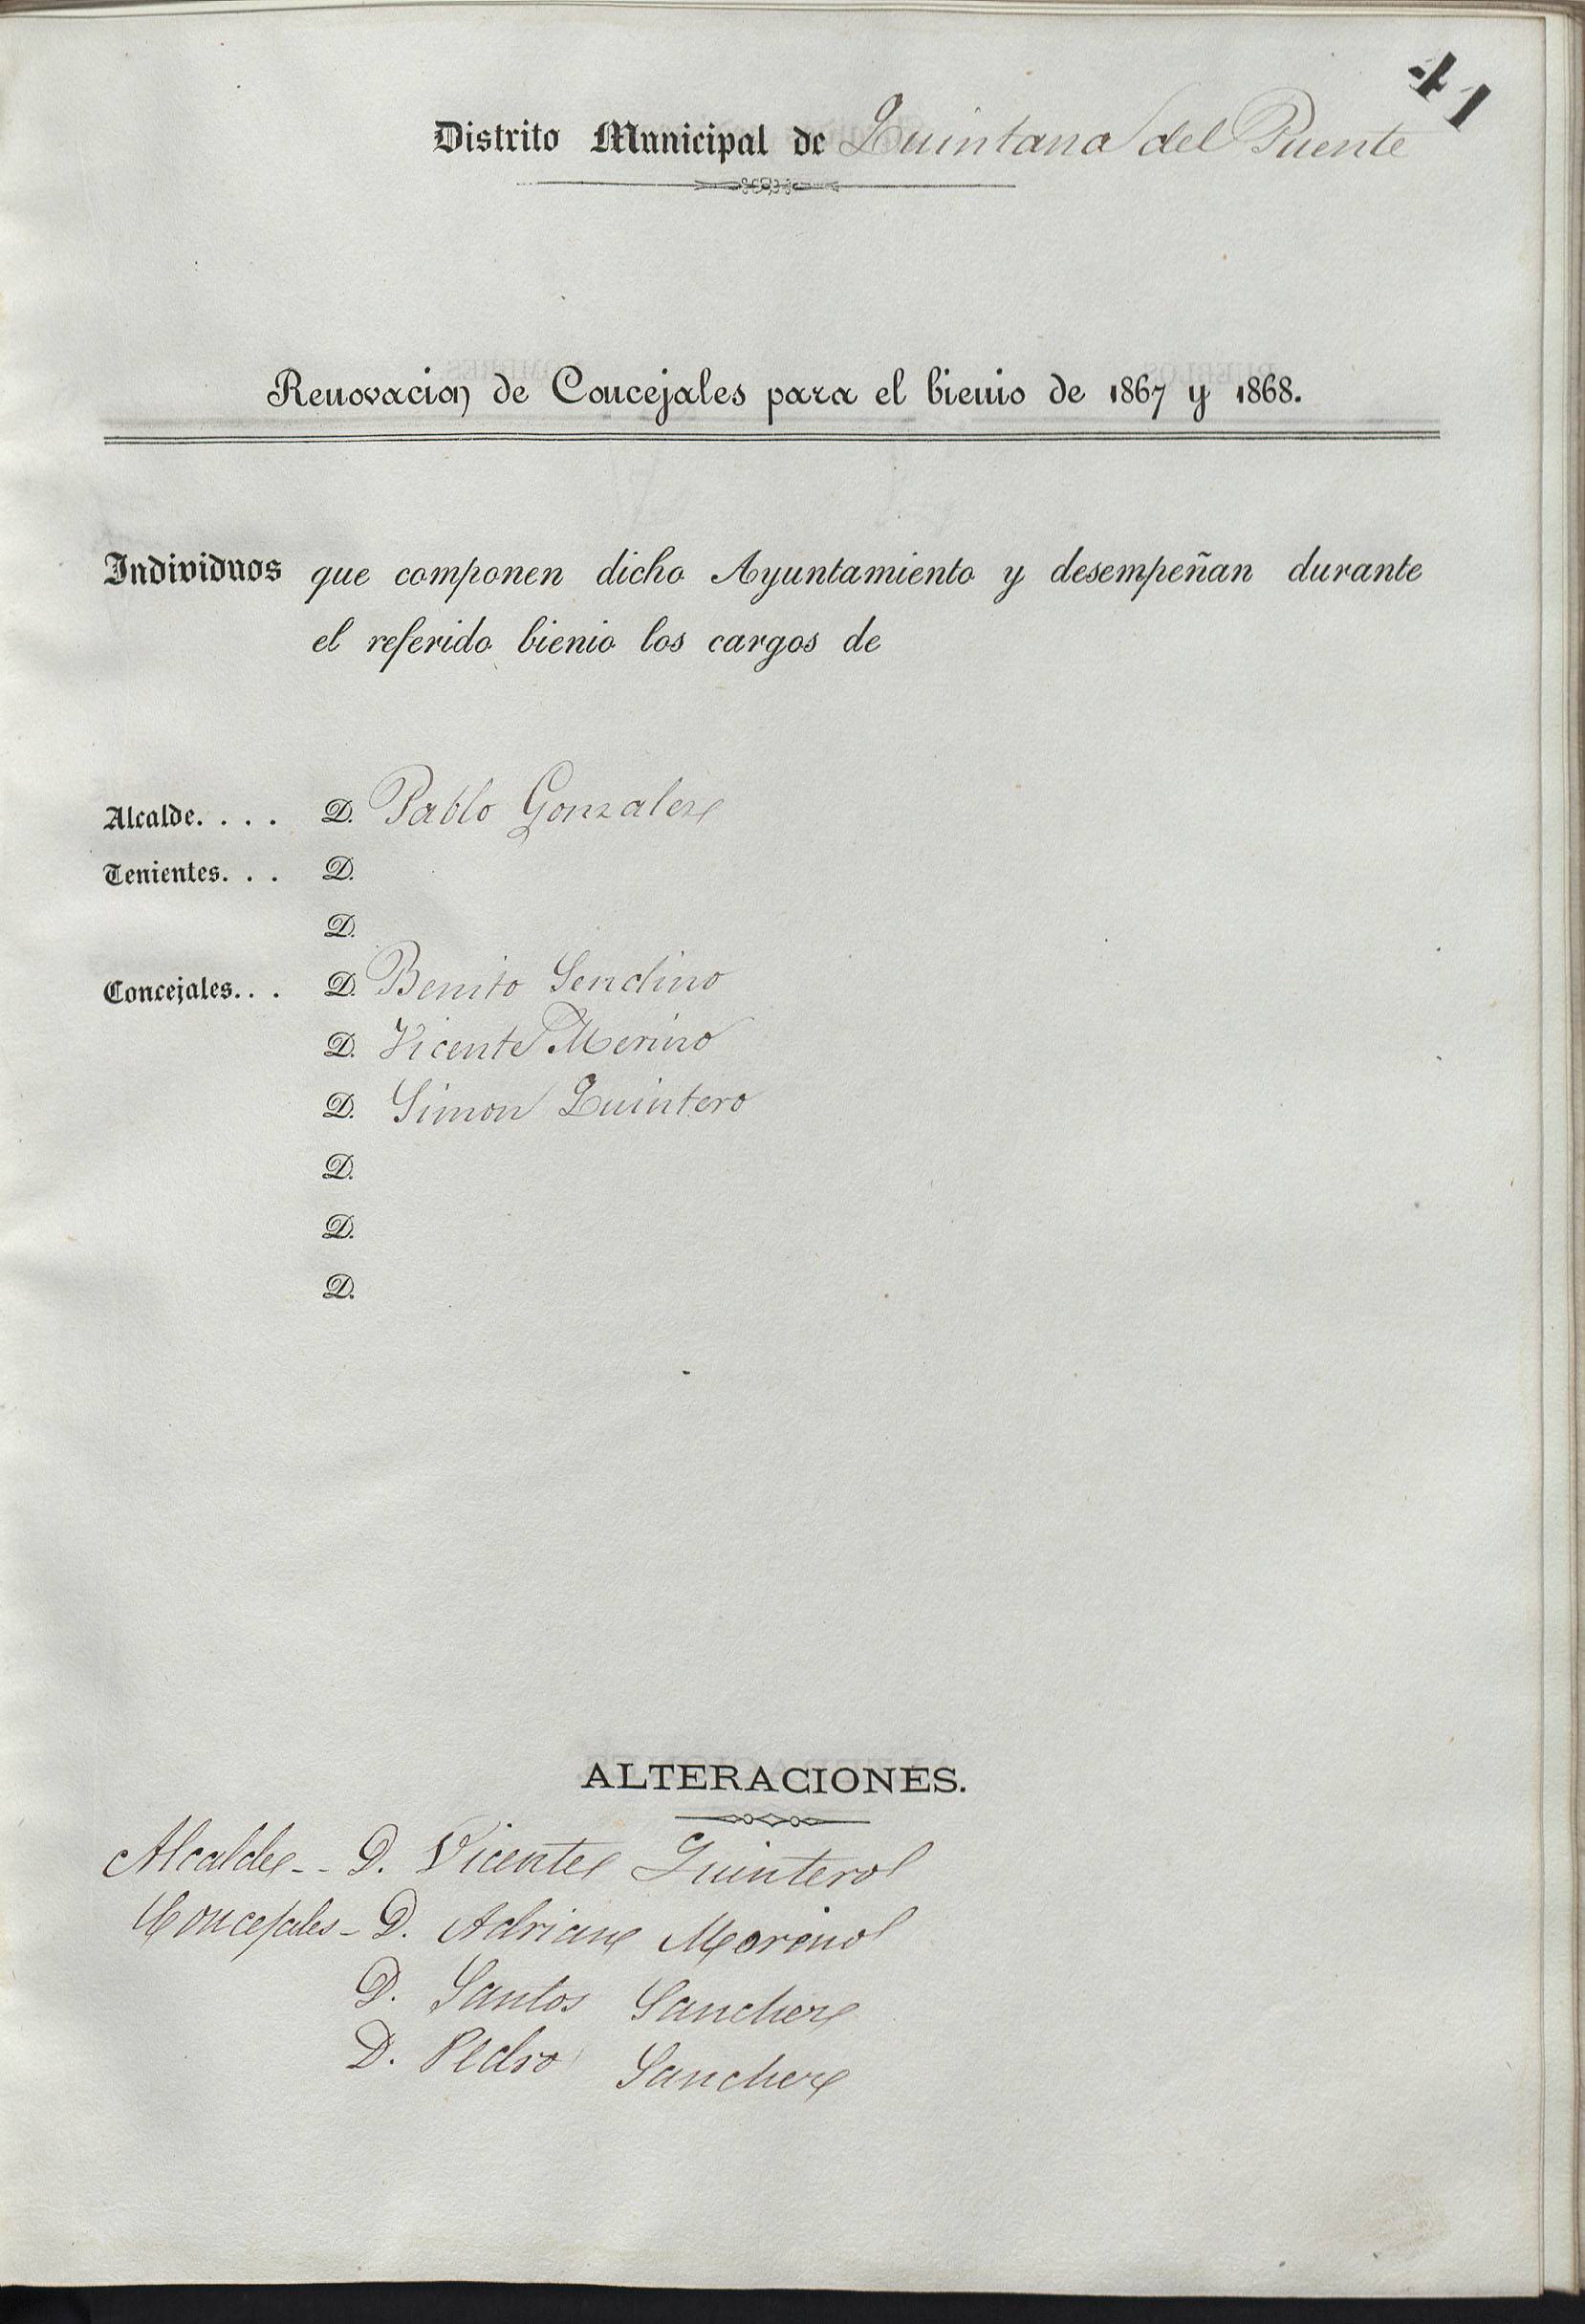 41
Distrito Municipal de Quintana del Puente
Renovacion de Concejales para el bienio de 1867 y 1868.
Individuos que componen dicho Ayuntamiento y desempeñan durante
el referido bienio los cargos de
Alcalde. . . . D. Pablo Gonzalez
Tenientes. . . D.
D.
Concejales. . . D. Benito Sendino
D. Vicente Merino
D. Simon Quintero
D.
D.
D.
ALTERACIONES.
Alcalde - - D. Vicente Quintero
Concejales - D. Adriano Moreno
D. Santos Sanchez
D. Pedro Sanchez